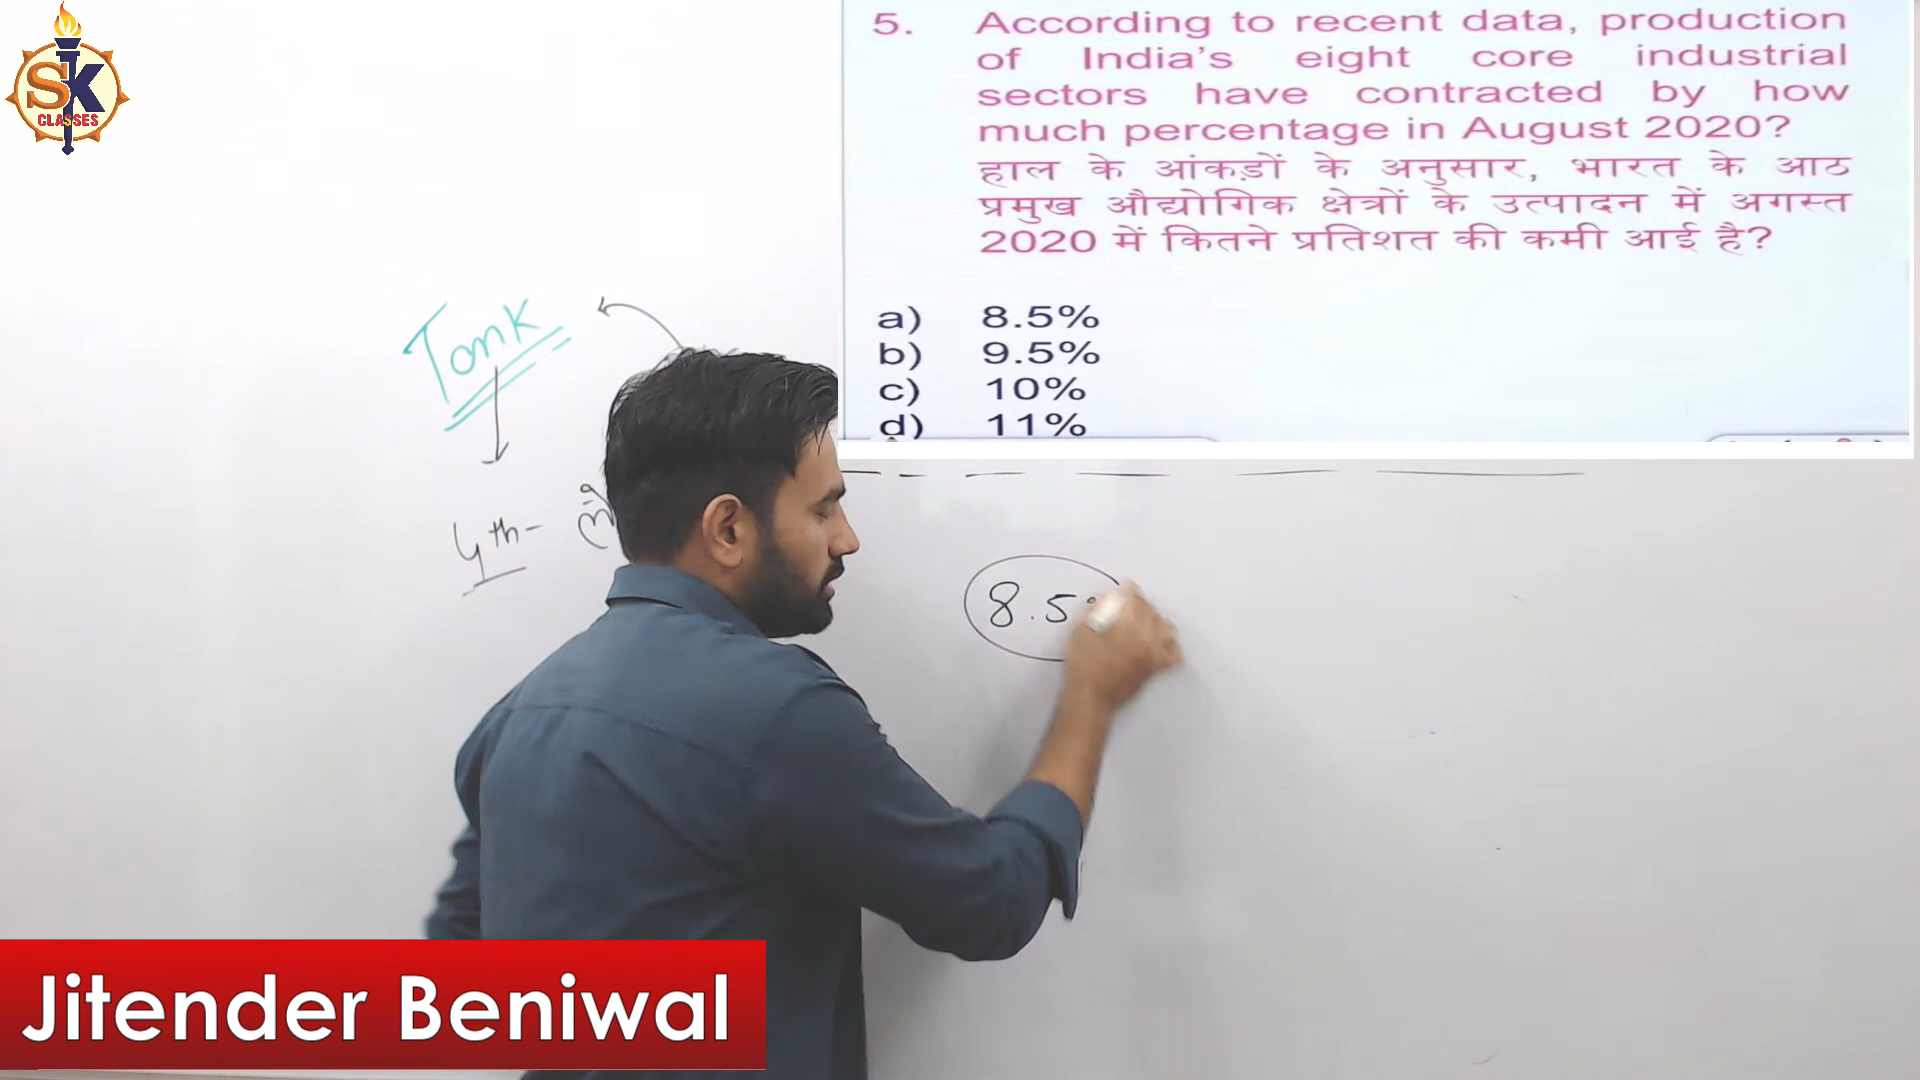 SK
CLASSES
5. According to recent data, production
of India's eight core industrial
sectors have contracted by how
much percentage in August 2020?
हाल के आंकड़ों के अनुसार, भारत के आठ
प्रमुख औद्योगिक क्षेत्रों के उत्पादन में अगस्त
2020 में कितने प्रतिशत की कमी आई है?
a) 8.5%
b) 9.5%
c) 10%
d) 11%
Tonk
4th-
8.5
Jitender Beniwal